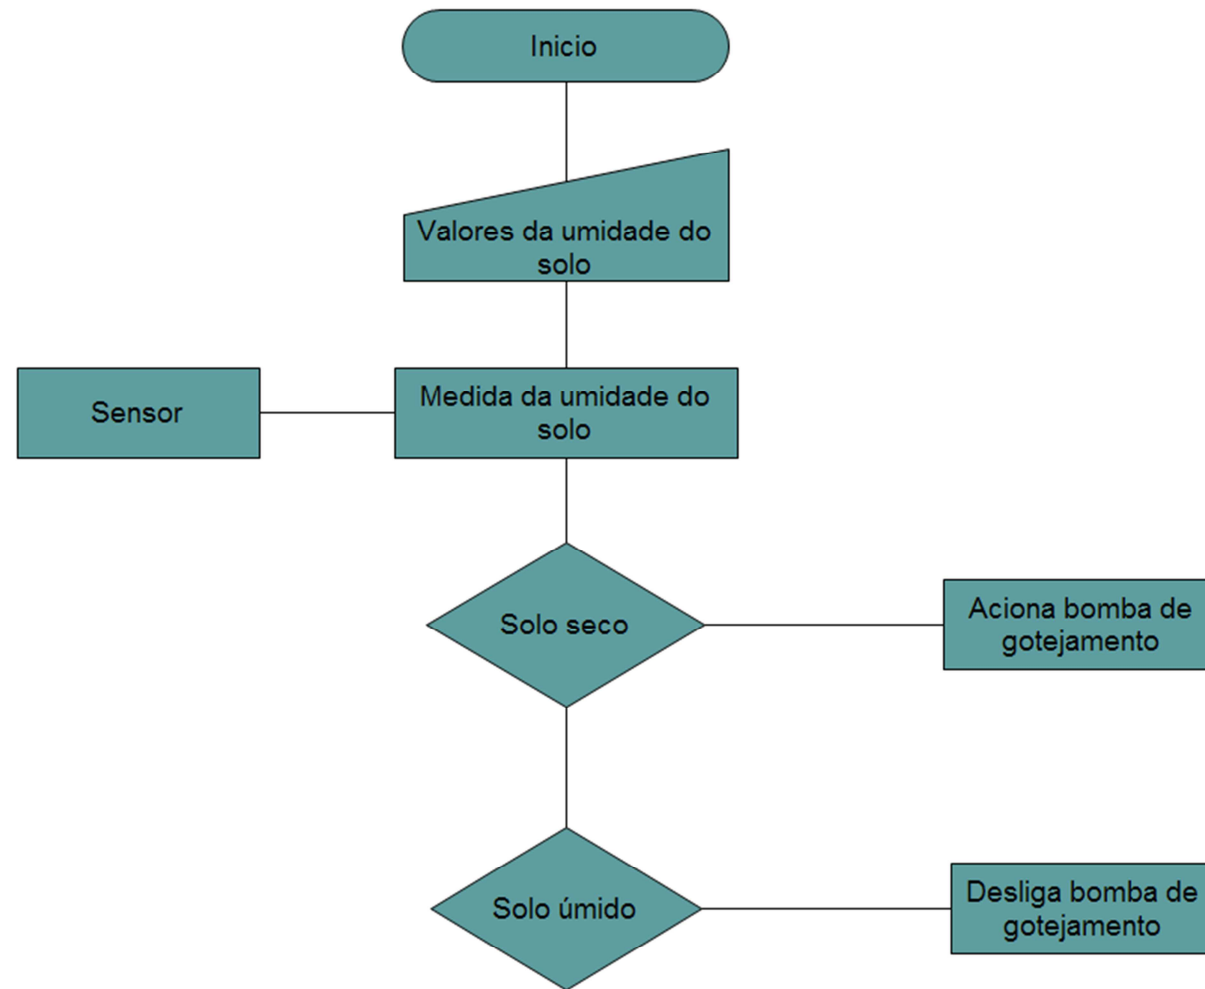 Inicio
Valores da umidade do
solo
Sensor
Medida da umidade do
solo
Solo seco
Aciona bomba de
gotejamento
Solo úmido
Desliga bomba de
gotejamento